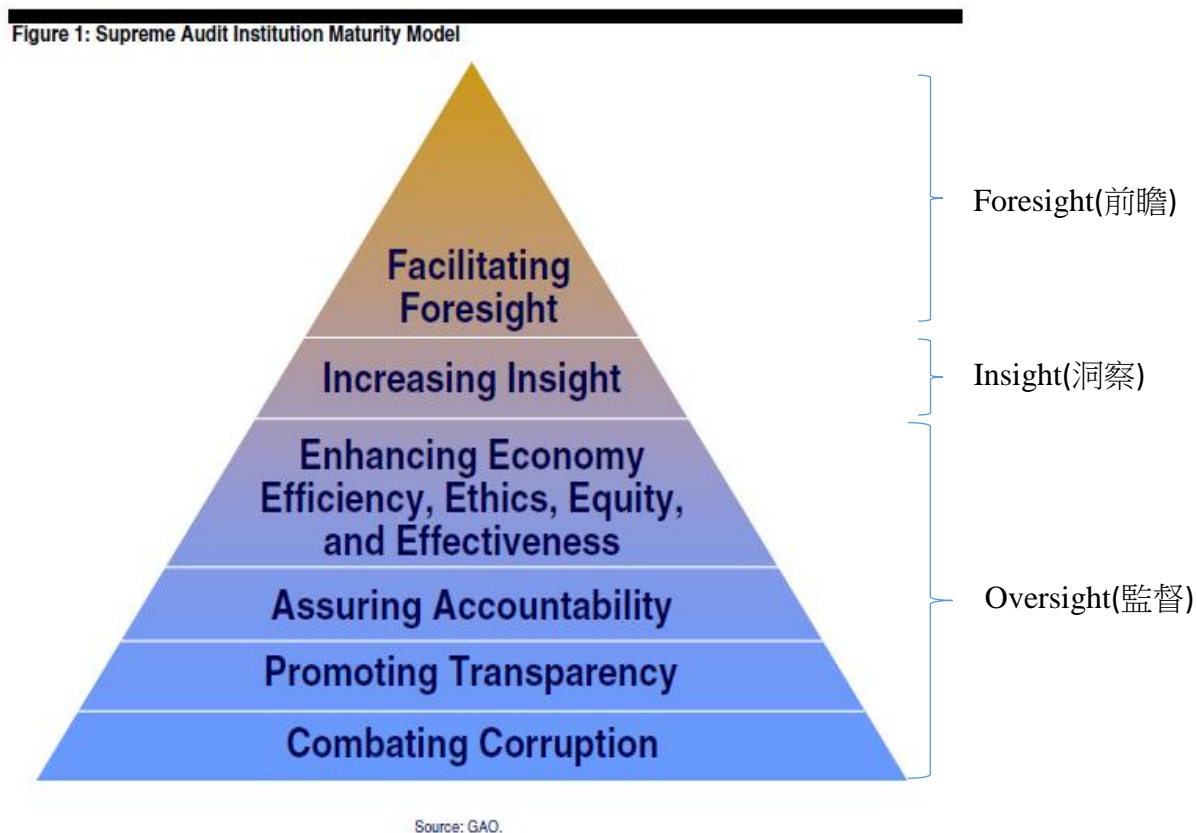 Figure 1: Supreme Audit Institution Maturity Model
Facilitating
Foresight
Foresight(前瞻)
Increasing Insight
Insight(洞察)
Enhancing Economy
Efficiency, Ethics, Equity,
and Effectiveness
Assuring Accountability
Oversight(監督)
Promoting Transparency
Combating Corruption
Source: GAO.